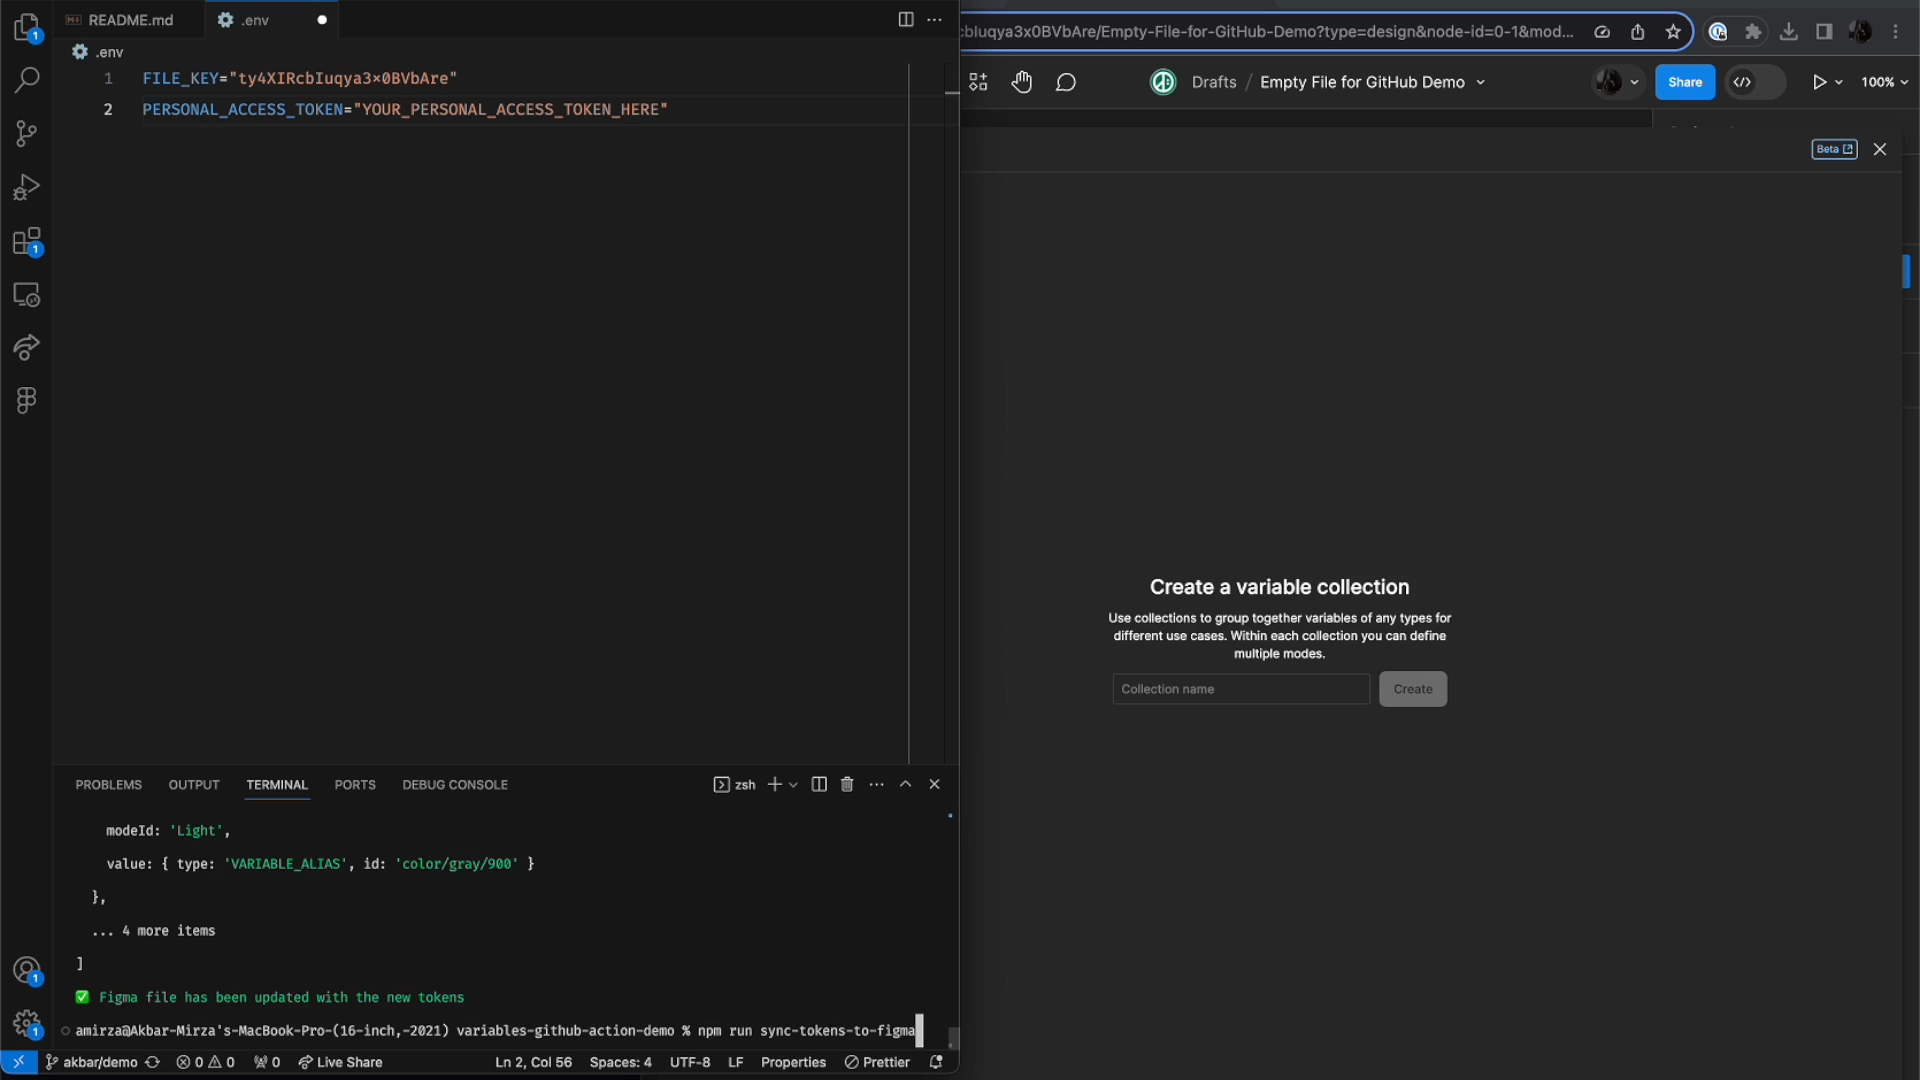 README.md
.env
.env
1 FILE_KEY="ty4XIRcbIuqya3×0BVbAre"
2 PERSONAL_ACCESS_TOKEN="YOUR_PERSONAL_ACCESS_TOKEN_HERE"
PROBLEMS OUTPUT TERMINAL PORTS DEBUG CONSOLE zsh
modeId: 'Light',
value: { type: 'VARIABLE_ALIAS', id: 'color/gray/900' }
},
... 4 more items
]
✅ Figma file has been updated with the new tokens
amirza@Akbar-Mirza's-MacBook-Pro-(16-inch,-2021) variables-github-action-demo % npm run sync-tokens-to-figma
1
1
1
1
akbar/demo 0 0 0 Live Share Ln 2, Col 56 Spaces: 4 UTF-8 LF Properties Prettier
cbIuqya3x0BVbAre/Empty-File-for-GitHub-Demo?type=design&node-id=0-1&mod...
Drafts / Empty File for GitHub Demo
Share
100%
Beta
Create a variable collection
Use collections to group together variables of any types for
different use cases. Within each collection you can define
multiple modes.
Collection name
Create